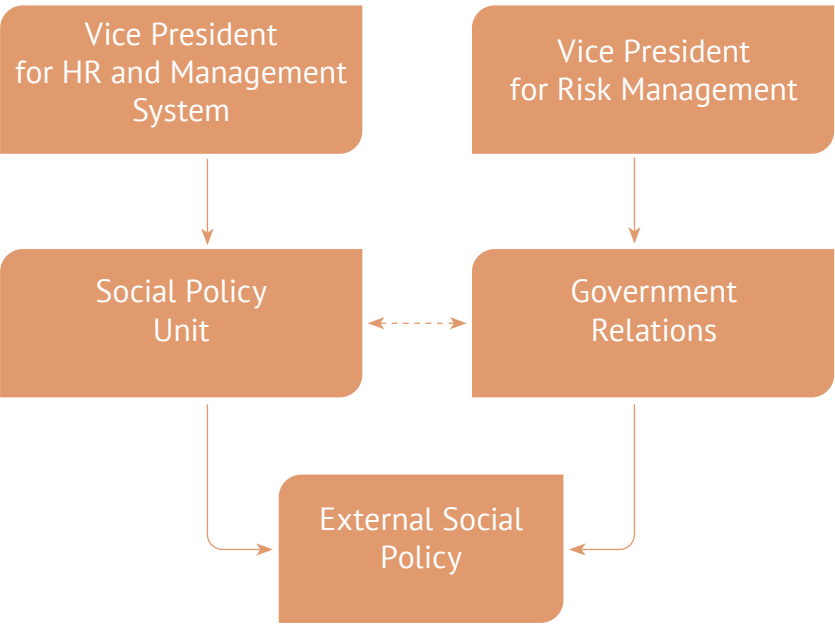 Vice President
for HR and Management
System
Vice President
for Risk Management
Social Policy
Unit
Government
Relations
External Social
Policy